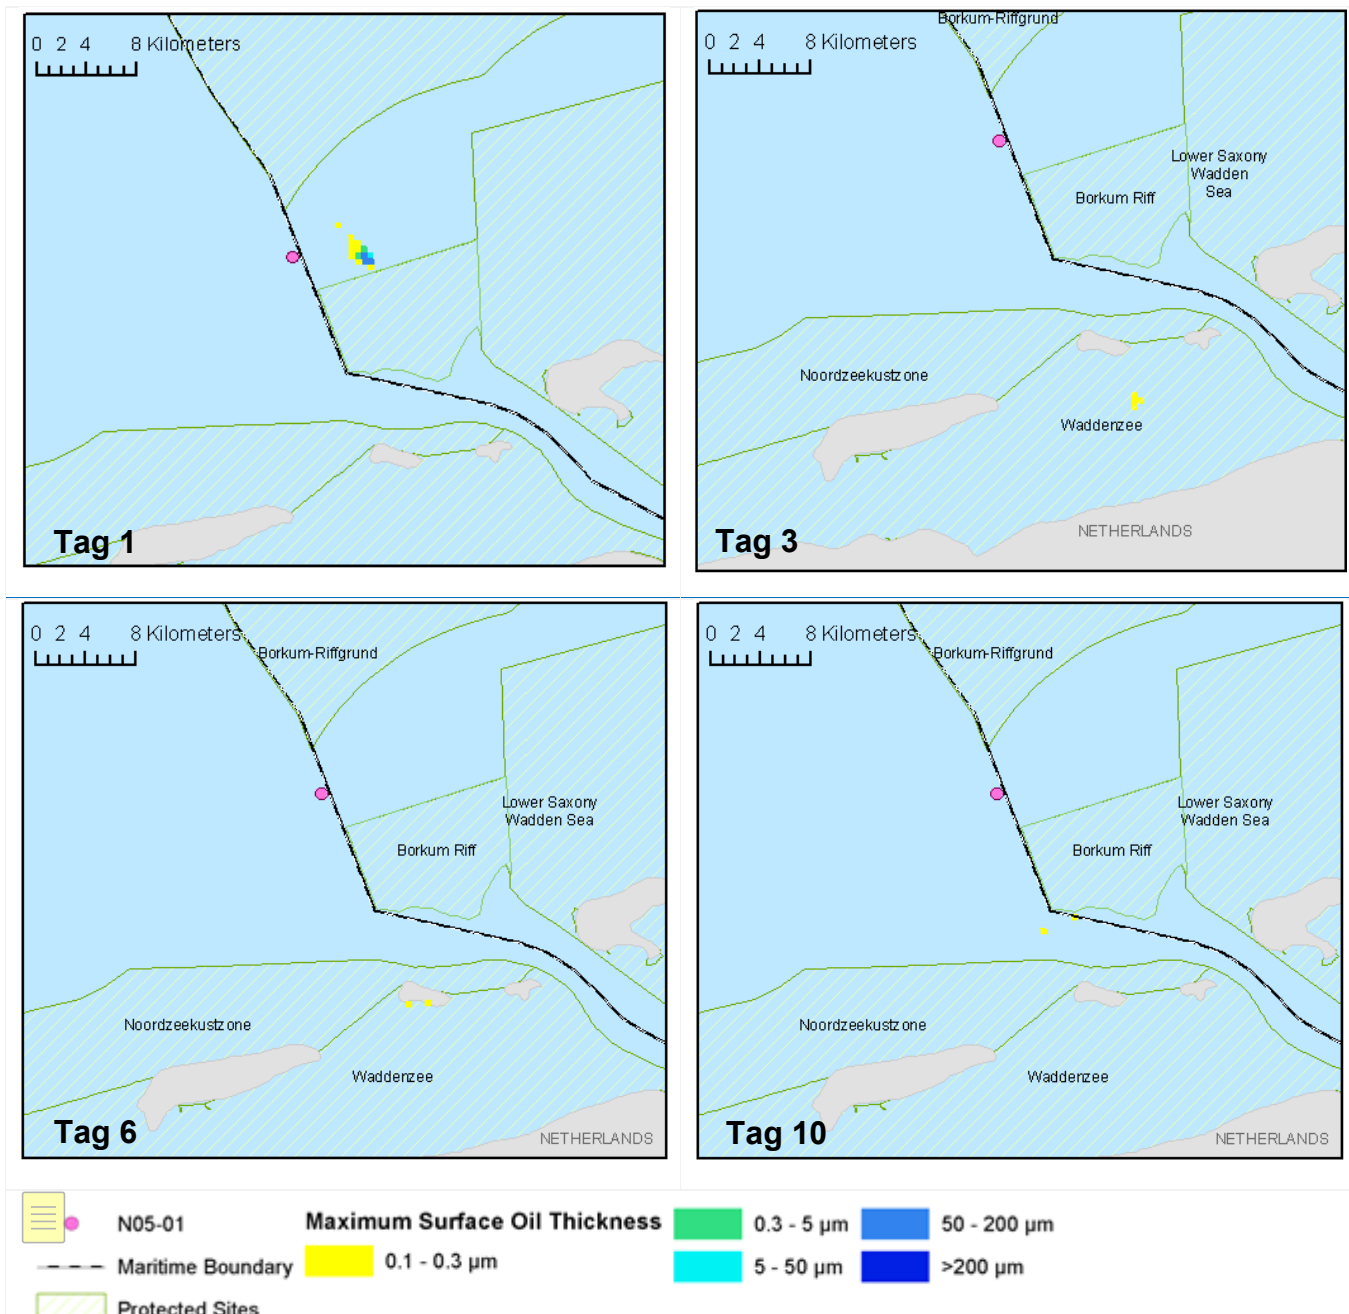 0 2 4 8 Kilometers
Tag 1
Borkum-Riffgrund
0 2 4 8 Kilometers
Lower Saxony
Wadden
Sea
Borkum Riff
Noordzeekustzone
Waddenzee
NETHERLANDS
Tag 3
0 2 4 8 Kilometers
Borkum-Riffgrund
Lower Saxony
Wadden Sea
Borkum Riff
Noordzeekustzone
Waddenzee
Tag 6
NETHERLANDS
0 2 4 8 Kilometers
Borkum-Riffgrund
Lower Saxony
Wadden Sea
Borkum Riff
Noordzeekustzone
Waddenzee
Tag 10
NETHERLANDS
N05-01
Maritime Boundary
Protected Sites
Maximum Surface Oil Thickness
0.1 - 0.3 µm
0.3 - 5 µm
5 - 50 µm
50 - 200 µm
>200 µm